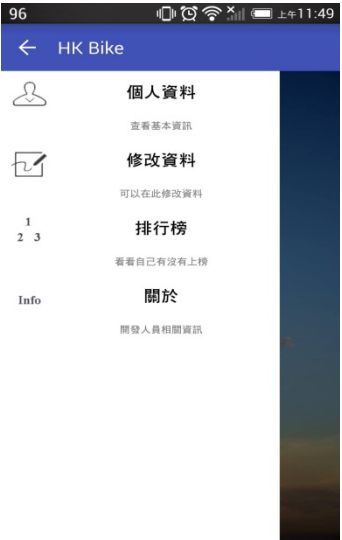 96 上午11:49
HK Bike
個人資料
查看基本資訊
修改資料
可以在此修改資料
1
2 3
排行榜
看看自己有沒有上榜
Info
關於
開發人員相關資訊